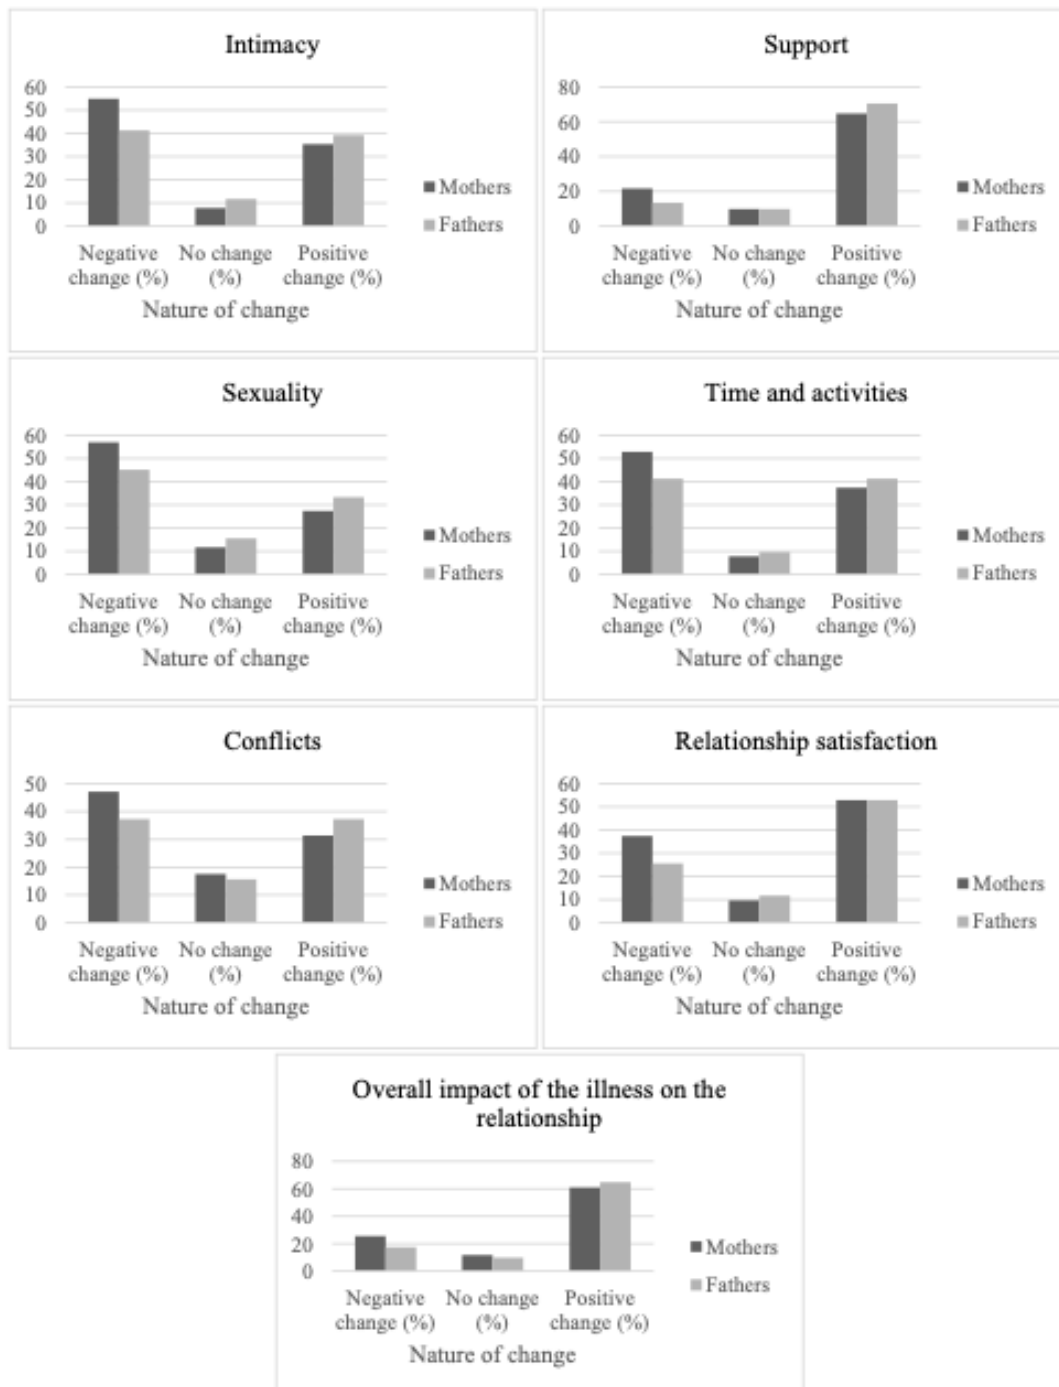 Intimacy
60
50
40
30
20
10
0
Negative change (%)
No change (%)
Positive change (%)
Nature of change
Mothers
Fathers
Support
80
60
40
20
0
Negative change (%)
No change (%)
Positive change (%)
Nature of change
Mothers
Fathers
Sexuality
60
50
40
30
20
10
0
Negative change (%)
No change (%)
Positive change (%)
Nature of change
Mothers
Fathers
Time and activities
60
50
40
30
20
10
0
Negative change (%)
No change (%)
Positive change (%)
Nature of change
Mothers
Fathers
Conflicts
50
40
30
20
10
0
Negative change (%)
No change (%)
Positive change (%)
Nature of change
Mothers
Fathers
Relationship satisfaction
60
50
40
30
20
10
0
Negative change (%)
No change (%)
Positive change (%)
Nature of change
Mothers
Fathers
Overall impact of the illness on the
relationship
80
60
40
20
0
Negative change (%)
No change (%)
Positive change (%)
Nature of change
Mothers
Fathers